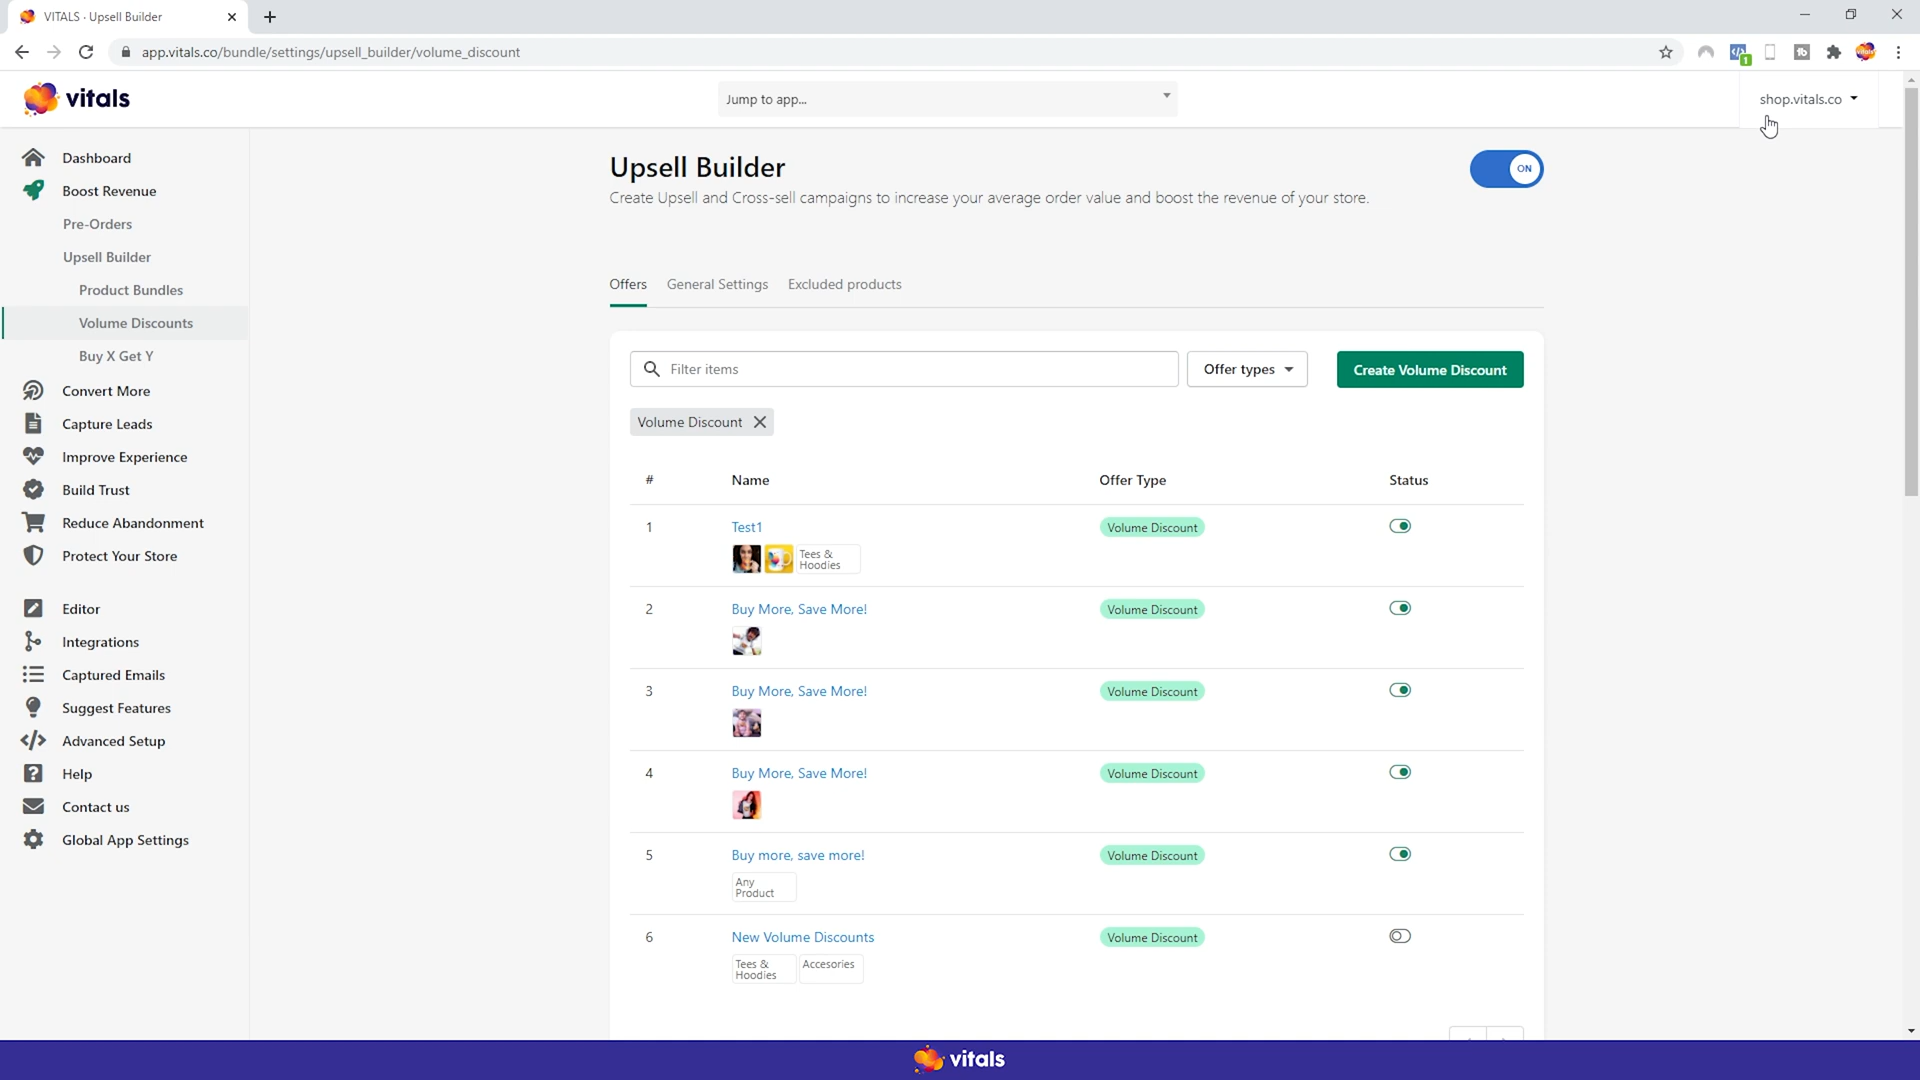 VITALS · Upsell Builder
app.vitals.co/bundle/settings/upsell_builder/volume_discount
1
vitals
Jump to app...
shop.vitals.co
Dashboard
Boost Revenue
Pre-Orders
Upsell Builder
Product Bundles
Volume Discounts
Buy X Get Y
Convert More
Capture Leads
Improve Experience
Build Trust
Reduce Abandonment
Protect Your Store
Editor
Integrations
Captured Emails
Suggest Features
Advanced Setup
Help
Contact us
Global App Settings
Upsell Builder
ON
Create Upsell and Cross-sell campaigns to increase your average order value and boost the revenue of your store.
Offers General Settings Excluded products
Filter items
Offer types
Create Volume Discount
Volume Discount
# Name Offer Type Status
1 Test1 Volume Discount
Tees &
Hoodies
2 Buy More, Save More! Volume Discount
3 Buy More, Save More! Volume Discount
4 Buy More, Save More! Volume Discount
5 Buy more, save more! Volume Discount
Any
Product
6 New Volume Discounts Volume Discount
Tees &
Hoodies
Accesories
vitals